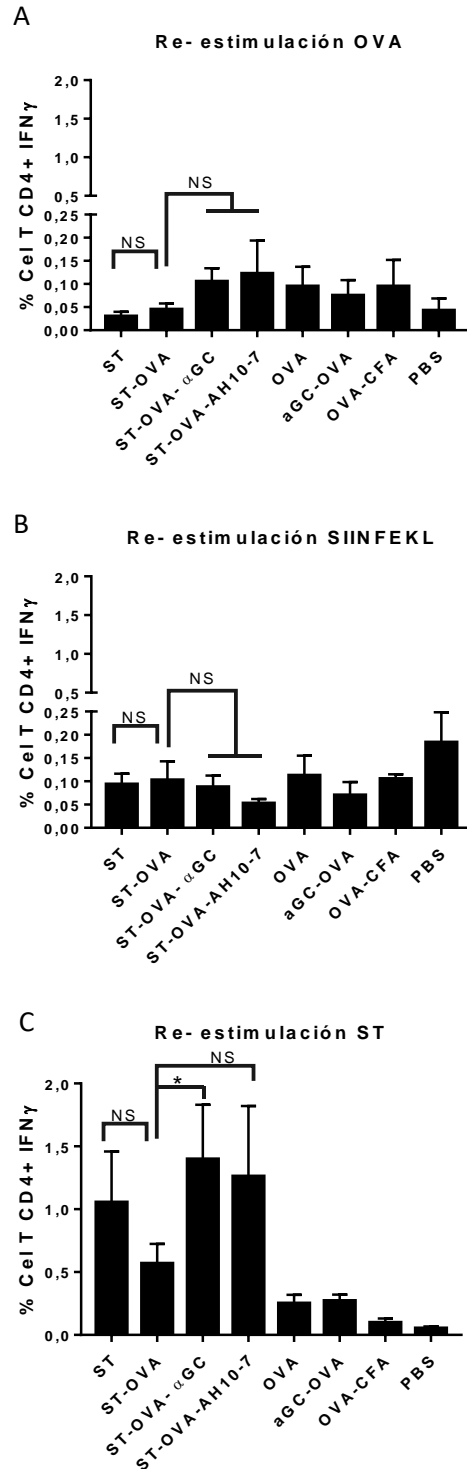 A
Re- estimulación OVA
% Cel T CD4+ IFNγ
2,0
1,5
1,0
0,5
0,25
0,20
0,15
0,10
0,05
0,00
NS
NS
ST
ST-OVA
ST-OVA- αGC
ST-OVA-AH10-7
OVA
aGC-OVA
OVA-CFA
PBS
B
Re- estimulación SIINFEKL
% Cel T CD4+ IFNγ
2,0
1,5
1,0
0,5
0,25
0,20
0,15
0,10
0,05
0,00
NS
NS
ST
ST-OVA
ST-OVA- αGC
ST-OVA-AH10-7
OVA
aGC-OVA
OVA-CFA
PBS
C
Re- estimulación ST
% Cel T CD4+ IFNγ
2,0
1,5
1,0
0,5
0,0
NS
*
NS
ST
ST-OVA
ST-OVA- αGC
ST-OVA-AH10-7
OVA
aGC-OVA
OVA-CFA
PBS